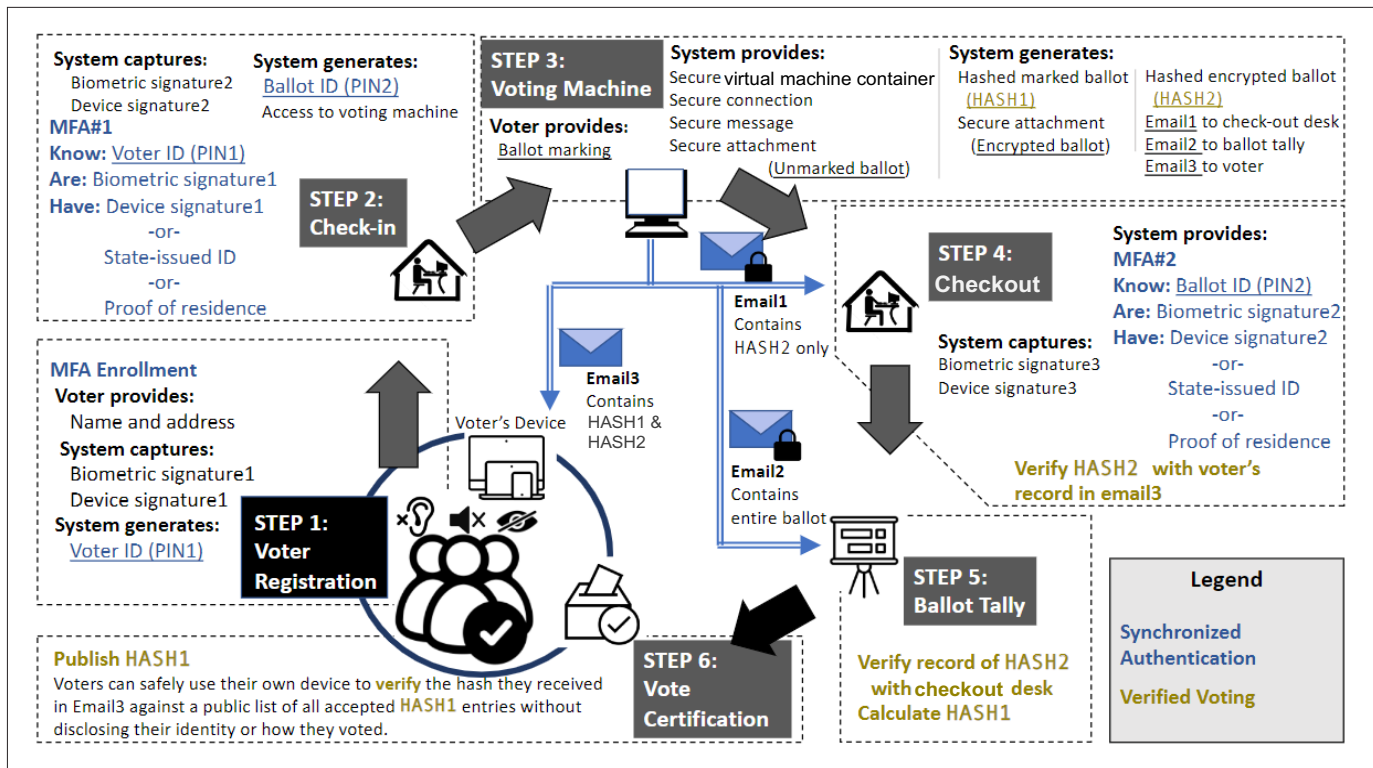 System captures:
Biometric signature2
Device signature2
MFA#1
Know: Voter ID (PIN1)
Are: Biometric signature1
Have: Device signature1
-or-
State-issued ID
-or-
Proof of residence
System generates:
Ballot ID (PIN2)
Access to voting machine
STEP 2:
Check-in
STEP 3:
Voting Machine
Voter provides:
Ballot marking
System provides:
Secure virtual machine container
Secure connection
Secure message
Secure attachment
(Unmarked ballot)
System generates:
Hashed marked ballot
(HASH1)
Secure attachment
(Encrypted ballot)
Hashed encrypted ballot
(HASH2)
Email1 to check-out desk
Email2 to ballot tally
Email3 to voter
Email1
Contains
HASH2 only
STEP 4:
Checkout
System captures:
Biometric signature3
Device signature3
System provides:
MFA#2
Know: Ballot ID (PIN2)
Are: Biometric signature2
Have: Device signature2
-or-
State-issued ID
-or-
Proof of residence
Verify HASH2 with voter's
record in email3
MFA Enrollment
Voter provides:
Name and address
System captures:
Biometric signature1
Device signature1
System generates:
Voter ID (PIN1)
STEP 1:
Voter
Registration
Voter's Device
Email3
Contains
HASH1 &
HASH2
Email2
Contains
entire ballot
STEP 5:
Ballot Tally
Verify record of HASH2
with checkout desk
Calculate HASH1
STEP 6:
Vote
Certification
Publish HASH1
Voters can safely use their own device to verify the hash they received
in Email3 against a public list of all accepted HASH1 entries without
disclosing their identity or how they voted.
Legend
Synchronized
Authentication
Verified Voting